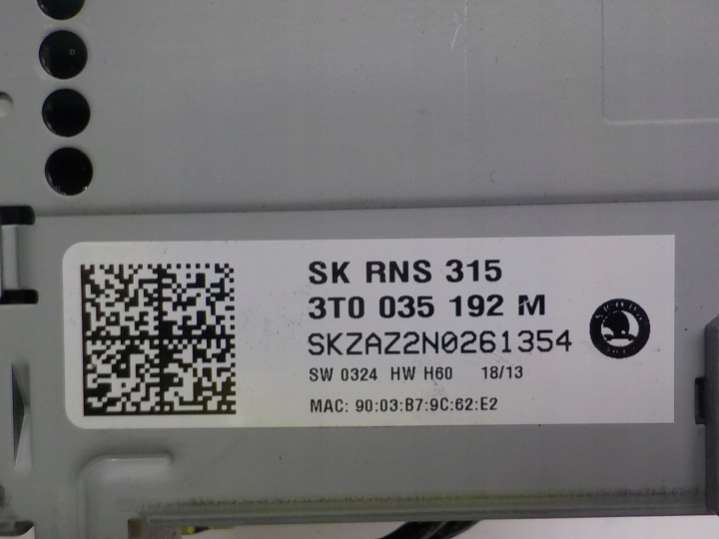 SK RNS 315
3T0 035 192 M
SKZAZ2N0261354
SW 0324 HW H60 18/13
MAC: 90:03:B7:9C:62:E2